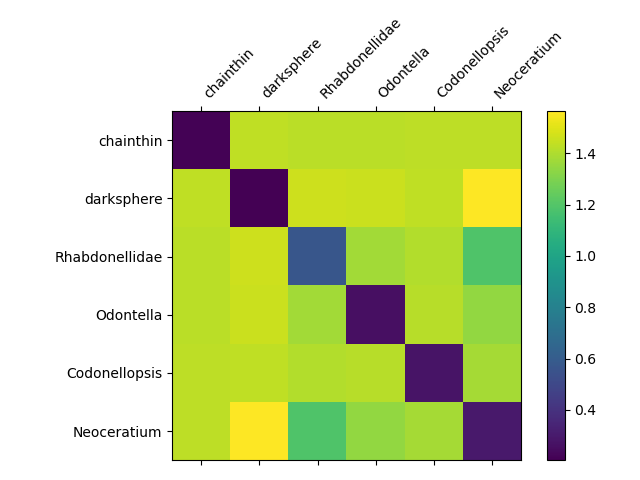 chainthin
darksphere
Rhabdonellidae
Odontella
Codonellopsis
Neoceratium
chainthin
darksphere
Rhabdonellidae
Odontella
Codonellopsis
Neoceratium
1.4
1.2
1.0
0.8
0.6
0.4